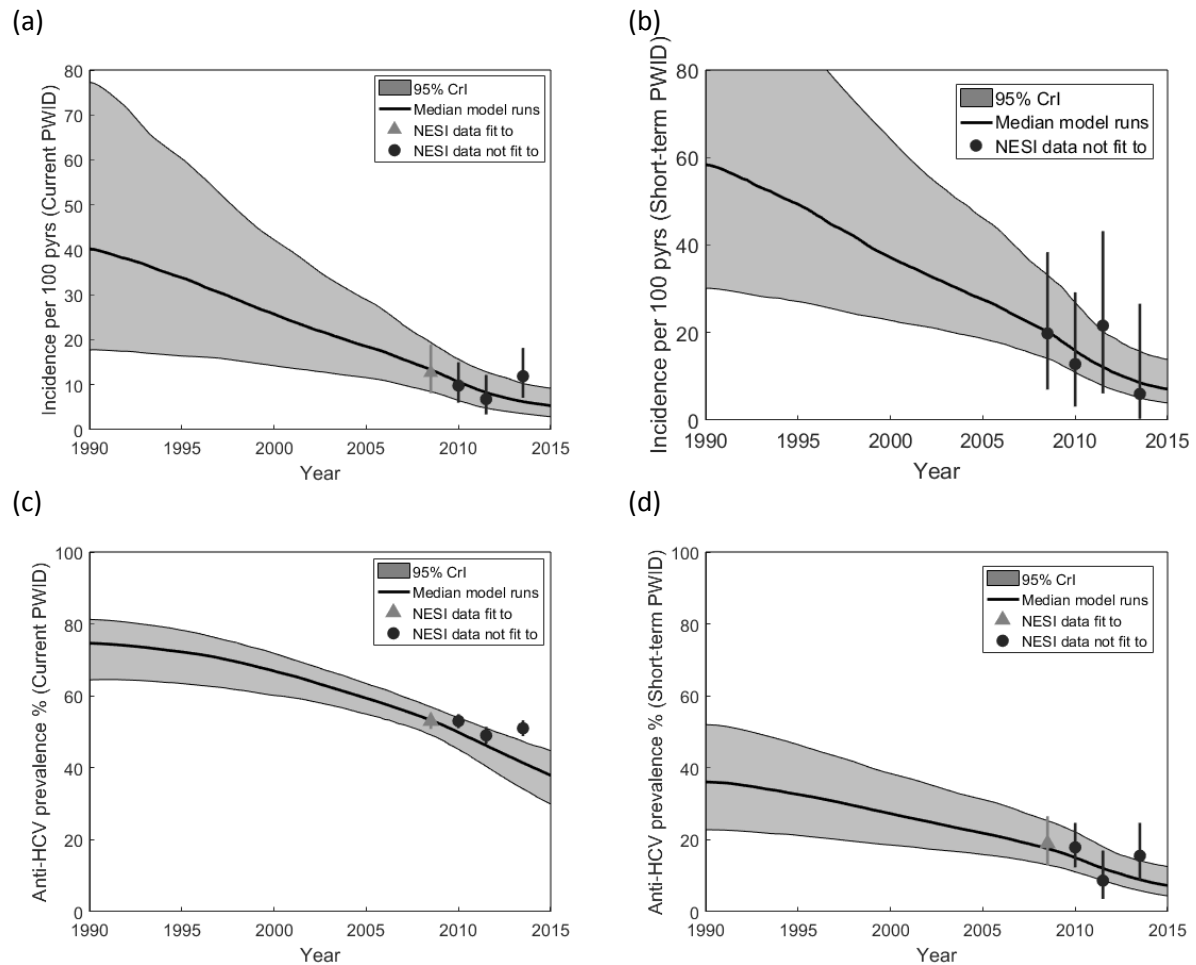 (a)
Incidence per 100 pyrs (Current PWID)
80
70
60
50
40
30
20
10
0
1990 1995 2000 2005 2010 2015
Year
95% CrI
Median model runs
NESI data fit to
NESI data not fit to
(b)
Incidence per 100 pyrs (Short-term PWID)
80
60
40
20
0
1990 1995 2000 2005 2010 2015
Year
95% CrI
Median model runs
NESI data not fit to
(c)
Anti-HCV prevalence % (Current PWID)
100
80
60
40
20
0
1990 1995 2000 2005 2010 2015
Year
95% CrI
Median model runs
NESI data fit to
NESI data not fit to
(d)
Anti-HCV prevalence % (Short-term PWID)
100
80
60
40
20
0
1990 1995 2000 2005 2010 2015
Year
95% CrI
Median model runs
NESI data fit to
NESI data not fit to